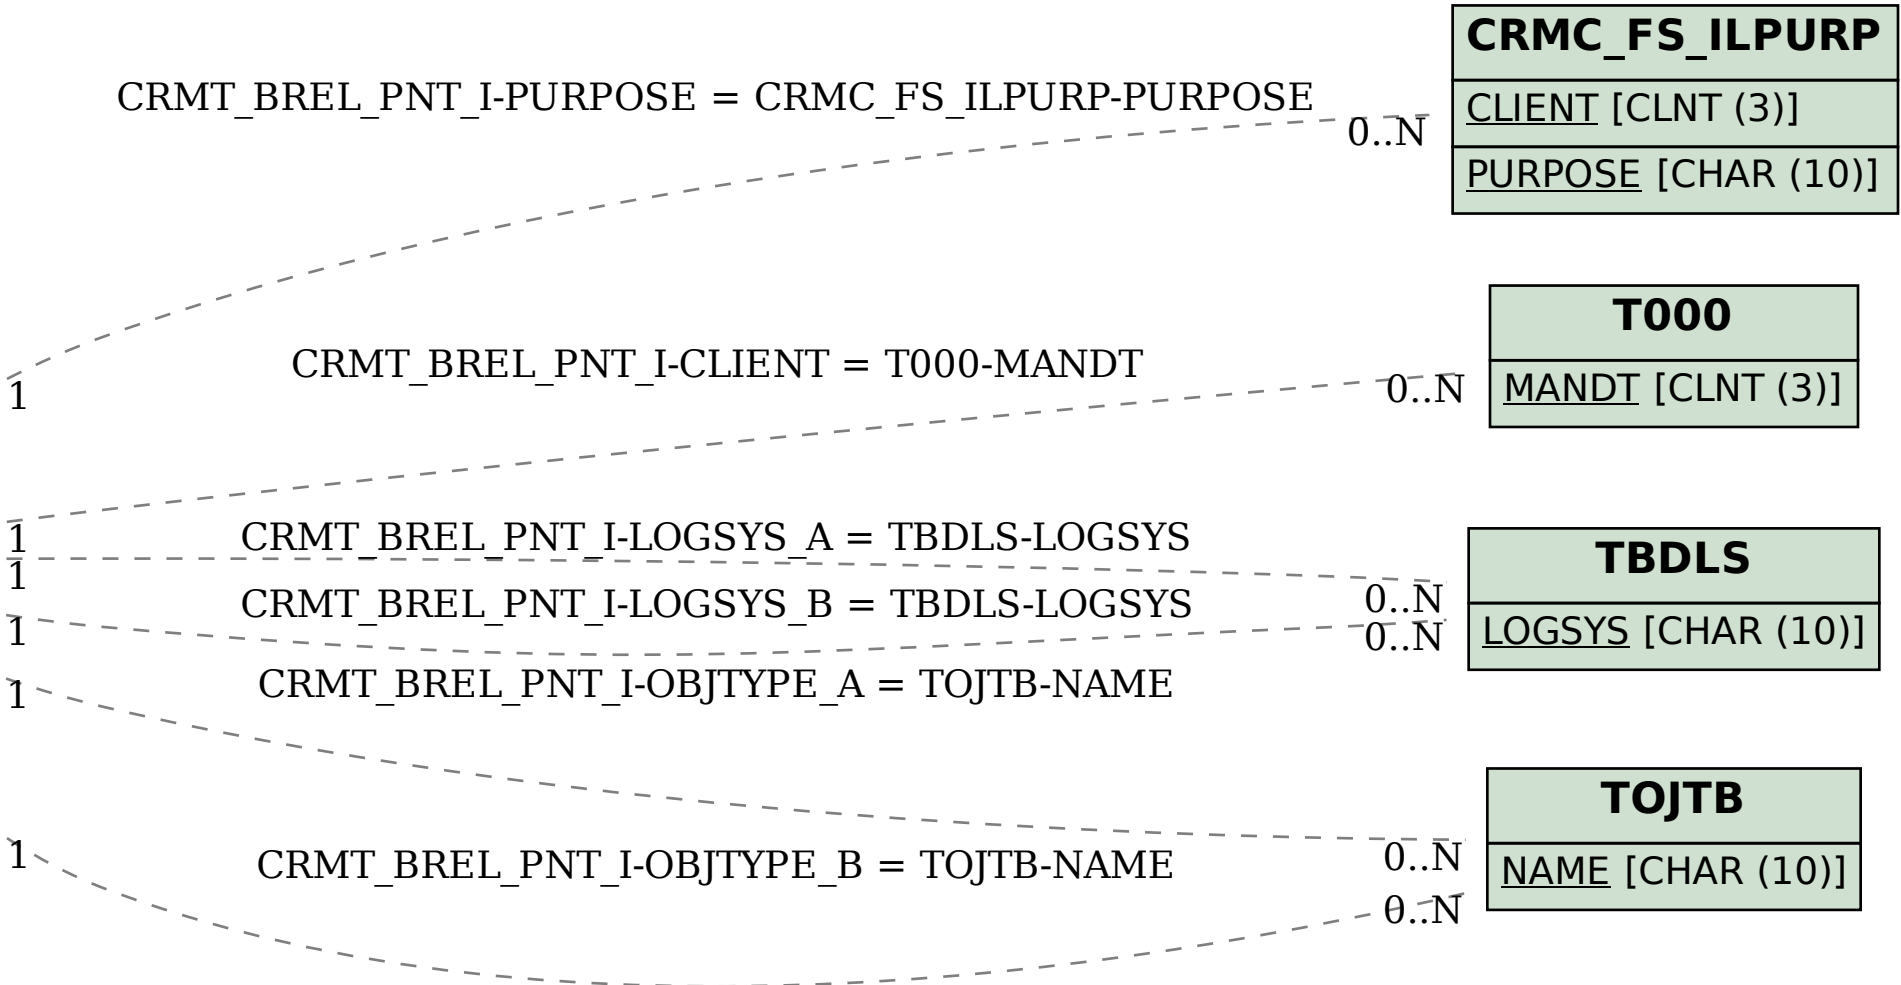 CRMC_FS_ILPURP
CRMT_BREL_PNT_I-PURPOSE = CRMC_FS_ILPURP-PURPOSE
CLIENT [CLNT (3)]
0..N
PURPOSE [CHAR (10)]
T000
CRMT_BREL_PNT_I-CLIENT = T000-MANDT
1
0..N
MANDT [CLNT (3)]
1
CRMT_BREL_PNT_I-LOGSYS_A = TBDLS-LOGSYS
TBDLS
1
0..N
CRMT_BREL_PNT_I-LOGSYS_B = TBDLS-LOGSYS
1
0..N
LOGSYS [CHAR (10)]
1
CRMT_BREL_PNT_I-OBJTYPE_A = TOJTB-NAME
TOJTB
1
0..N
CRMT_BREL_PNT_I-OBJTYPE_B = TOJTB-NAME
NAME [CHAR (10)]
0..N